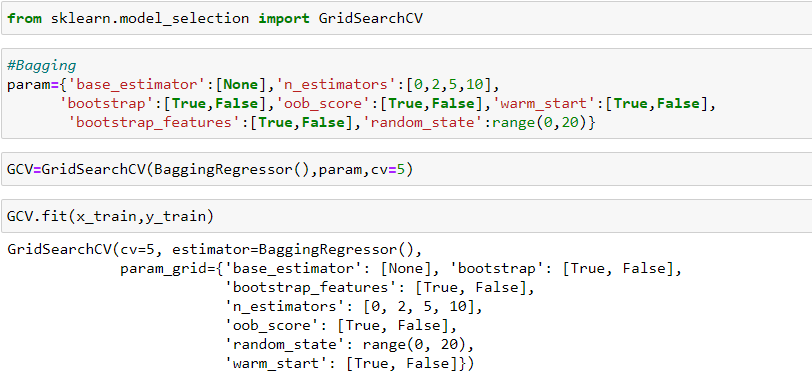 from sklearn.model_selection import GridSearchCV
#Bagging
param={'base_estimator':[None],'n_estimators':[0,2,5,10],
'bootstrap':[True,False],'oob_score':[True,False],'warm_start':[True,False],
'bootstrap_features':[True,False],'random_state':range(0,20)}
GCV=GridSearchCV(BaggingRegressor(),param,cv=5)
GCV.fit(x_train,y_train)
GridSearchCV(cv=5, estimator=BaggingRegressor(),
param_grid={'base_estimator': [None], 'bootstrap': [True, False],
'bootstrap_features': [True, False],
'n_estimators': [0, 2, 5, 10],
'oob_score': [True, False],
'random_state': range(0, 20),
'warm_start': [True, False]})